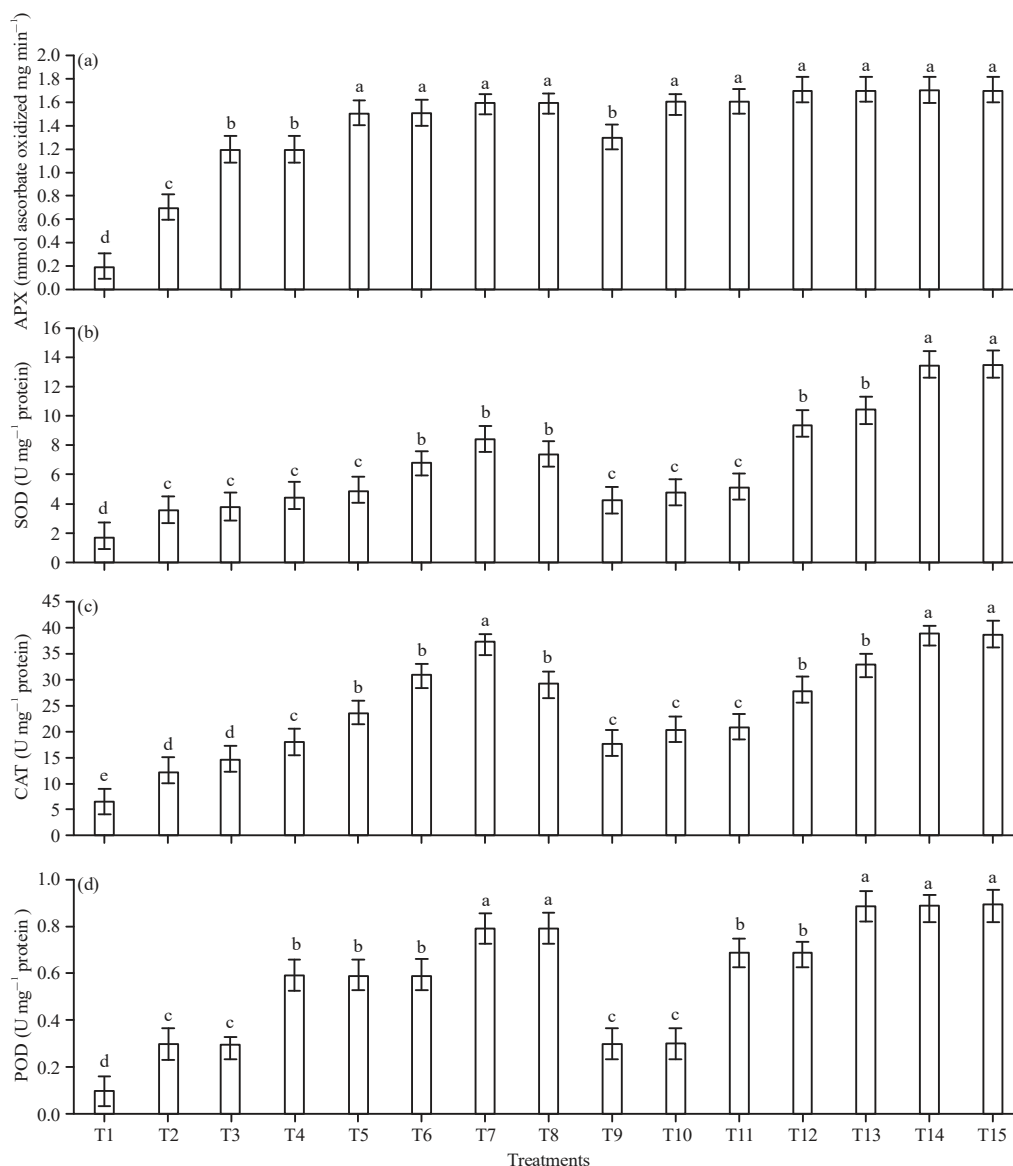 (a)
APX (mmol ascorbate oxidized mg min⁻¹
2.0
1.8
1.6
1.4
1.2
1.0
0.8
0.6
0.4
0.2
0.0
d c b b a a a a b a a a a a a
(b)
SOD (U mg⁻¹ protein)
16
14
12
10
8
6
4
2
0
d c c c c b b b c c c b b a a
(c)
CAT (U mg⁻¹ protein)
45
40
35
30
25
20
15
10
5
0
e d d c b b a b c c c b b a a
(d)
POD (U mg⁻¹ protein )
1.0
0.8
0.6
0.4
0.2
0.0
d c c b b b a a c c b b a a a
T1 T2 T3 T4 T5 T6 T7 T8 T9 T10 T11 T12 T13 T14 T15
Treatments